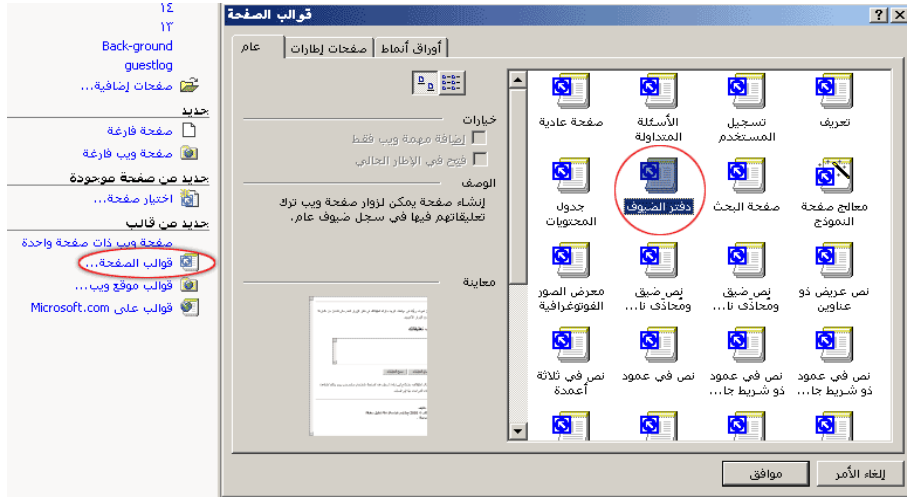 ١٤
١٣
Back-ground
guestlog
صفحات إضافية...
جديد
صفحة فارغة
صفحة ويب فارغة
جديد من صفحة موجودة
اختيار صفحة...
جديد من قالب
صفحة ويب ذات صفحة واحدة
قوالب الصفحة...
قوالب موقع ويب...
قوالب على Microsoft.com
قوالب الصفحة
عام | صفحات إطارات | أوراق أنماط
تعريف
تسجيل المستخدم
الأسئلة المتداولة
صفحة عادية
معالج صفحة النموذج
صفحة البحث
دفتر الضيوف
جدول المحتويات
نص عريض ذو عناوين
نص ضيق ومُحاذى نا...
نص ضيق ومُحاذى نا...
معرض الصور الفوتوغرافية
نص في عمود ذو شريط جا...
نص في عمود ذو شريط جا...
نص في عمود
نص في ثلاثة أعمدة
خيارات
إضافة مهمة ويب فقط
فتح في الإطار الحالي
الوصف
إنشاء صفحة يمكن لزوار صفحة ويب ترك
تعليقاتهم فيها في سجل ضيوف عام.
معاينة
موافق
إلغاء الأمر